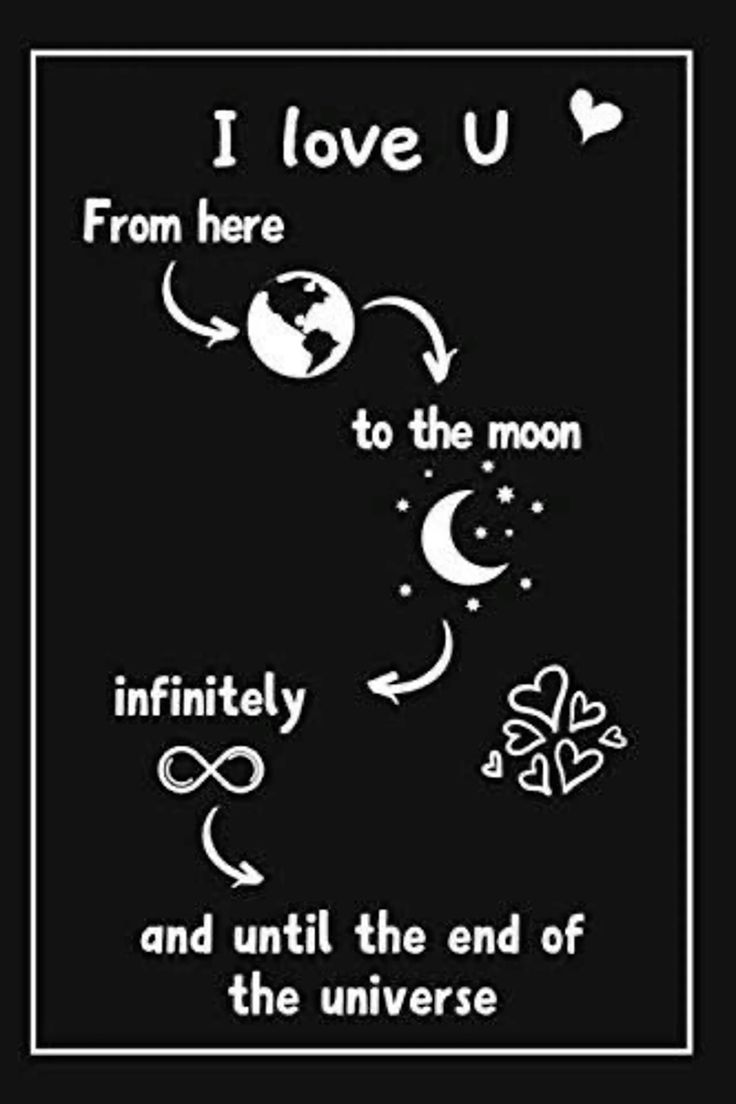 I love U
From here
to the moon
infinitely
and until the end of
the universe